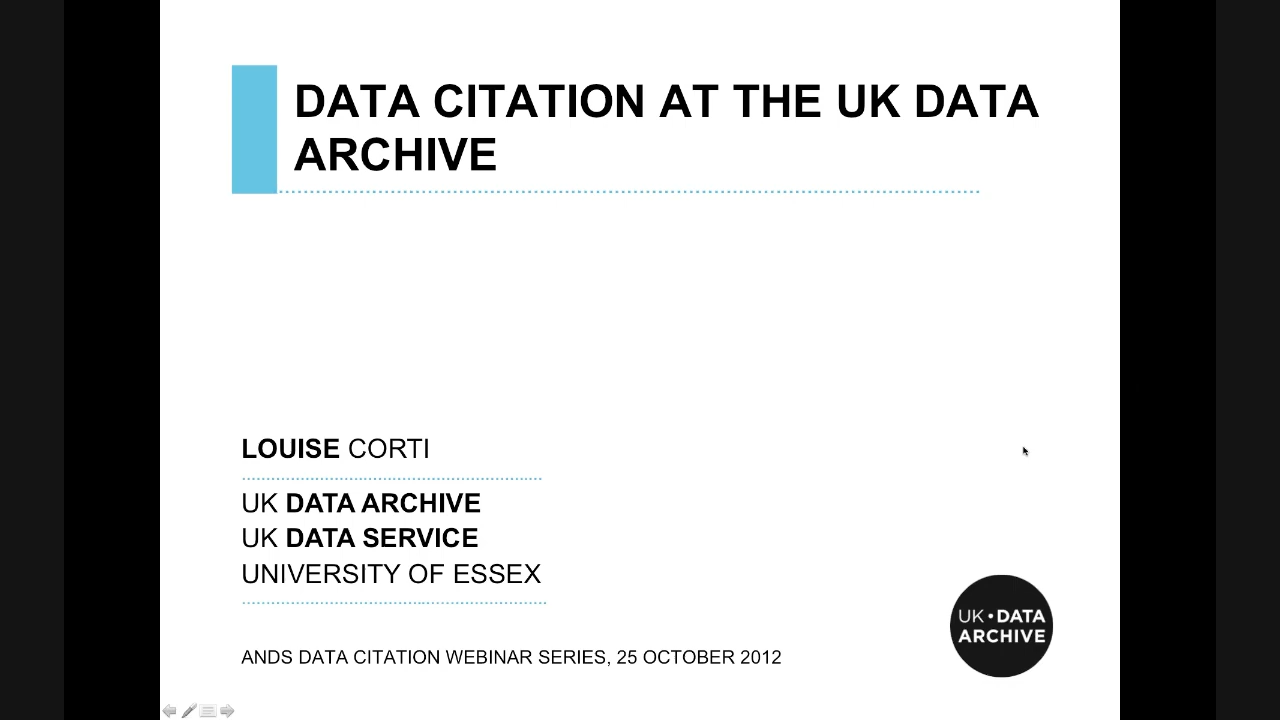 DATA CITATION AT THE UK DATA
ARCHIVE
LOUISE CORTI
UK DATA ARCHIVE
UK DATA SERVICE
UNIVERSITY OF ESSEX
ANDS DATA CITATION WEBINAR SERIES, 25 OCTOBER 2012
UK • DATA
ARCHIVE